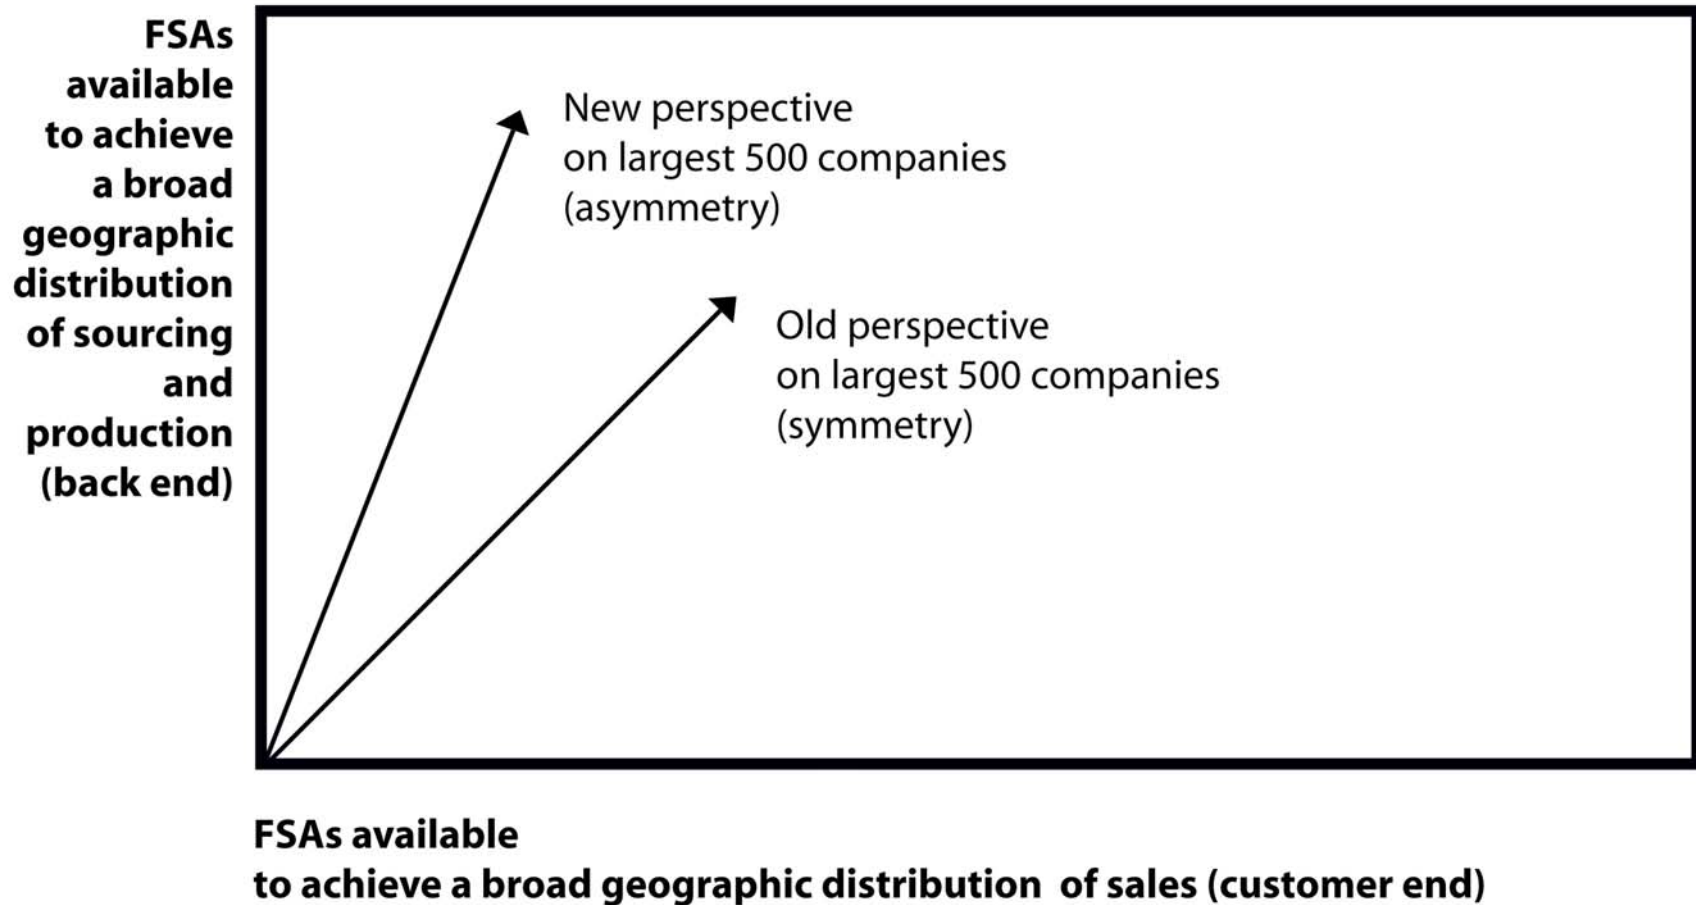 FSAs
available
to achieve
a broad
geographic
distribution
of sourcing
and
production
(back end)
New perspective
on largest 500 companies
(asymmetry)
Old perspective
on largest 500 companies
(symmetry)
FSAs available
to achieve a broad geographic distribution of sales (customer end)